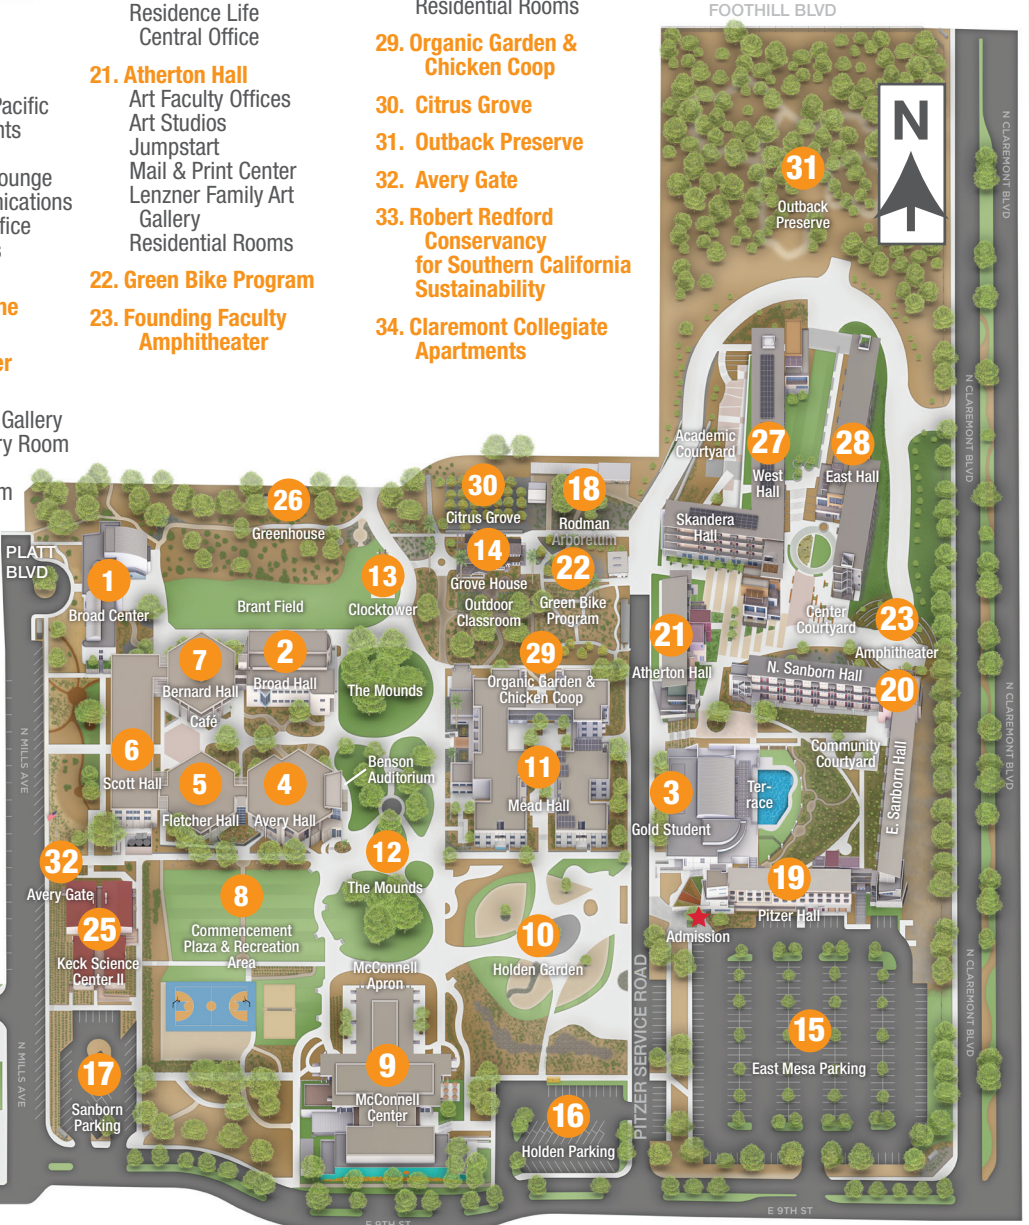 Residence Life
Central Office
21. Atherton Hall
Art Faculty Offices
Art Studios
Jumpstart
Mail & Print Center
Lenzner Family Art
Gallery
Residential Rooms
22. Green Bike Program
23. Founding Faculty
Amphitheater
Residential Rooms
29. Organic Garden &
Chicken Coop
30. Citrus Grove
31. Outback Preserve
32. Avery Gate
33. Robert Redford
Conservancy
for Southern California
Sustainability
34. Claremont Collegiate
Apartments
Pacific
nts
ounge
nications
fice
s
ne
er
Gallery
ry Room
m
FOOTHILL BLVD
N
31
Outback
Preserve
N CLAREMONT BLVD
N CLAREMONT BLVD
N CLAREMONT BLVD
N CLAREMONT BLVD
Academic
Courtyard
27
West
Hall
28
East Hall
Skandera
Hall
26
Greenhouse
30
Citrus Grove
18
Rodman
Arboretum
PLATT
BLVD
1
Broad Center
Brant Field
13
Clocktower
14
Grove House
Outdoor
Classroom
22
Green Bike
Program
21
Atherton Hall
Center
Courtyard
23
Amphitheater
7
Bernard Hall
Café
2
Broad Hall
The Mounds
29
Organic Garden &
Chicken Coop
N. Sanborn Hall
20
E. Sanborn Hall
Community
Courtyard
N MILLS AVE
6
Scott Hall
5
Fletcher Hall
4
Avery Hall
Benson
Auditorium
11
Mead Hall
3
Gold Student
Ter-
race
32
Avery Gate
12
The Mounds
8
Commencement
Plaza & Recreation
Area
25
Keck Science
Center II
10
Holden Garden
19
Pitzer Hall
Admission
McConnell
Apron
PITZER SERVICE ROAD
N MILLS AVE
17
Sanborn
Parking
9
McConnell
Center
16
Holden Parking
15
East Mesa Parking
E 9TH ST
E 9TH ST